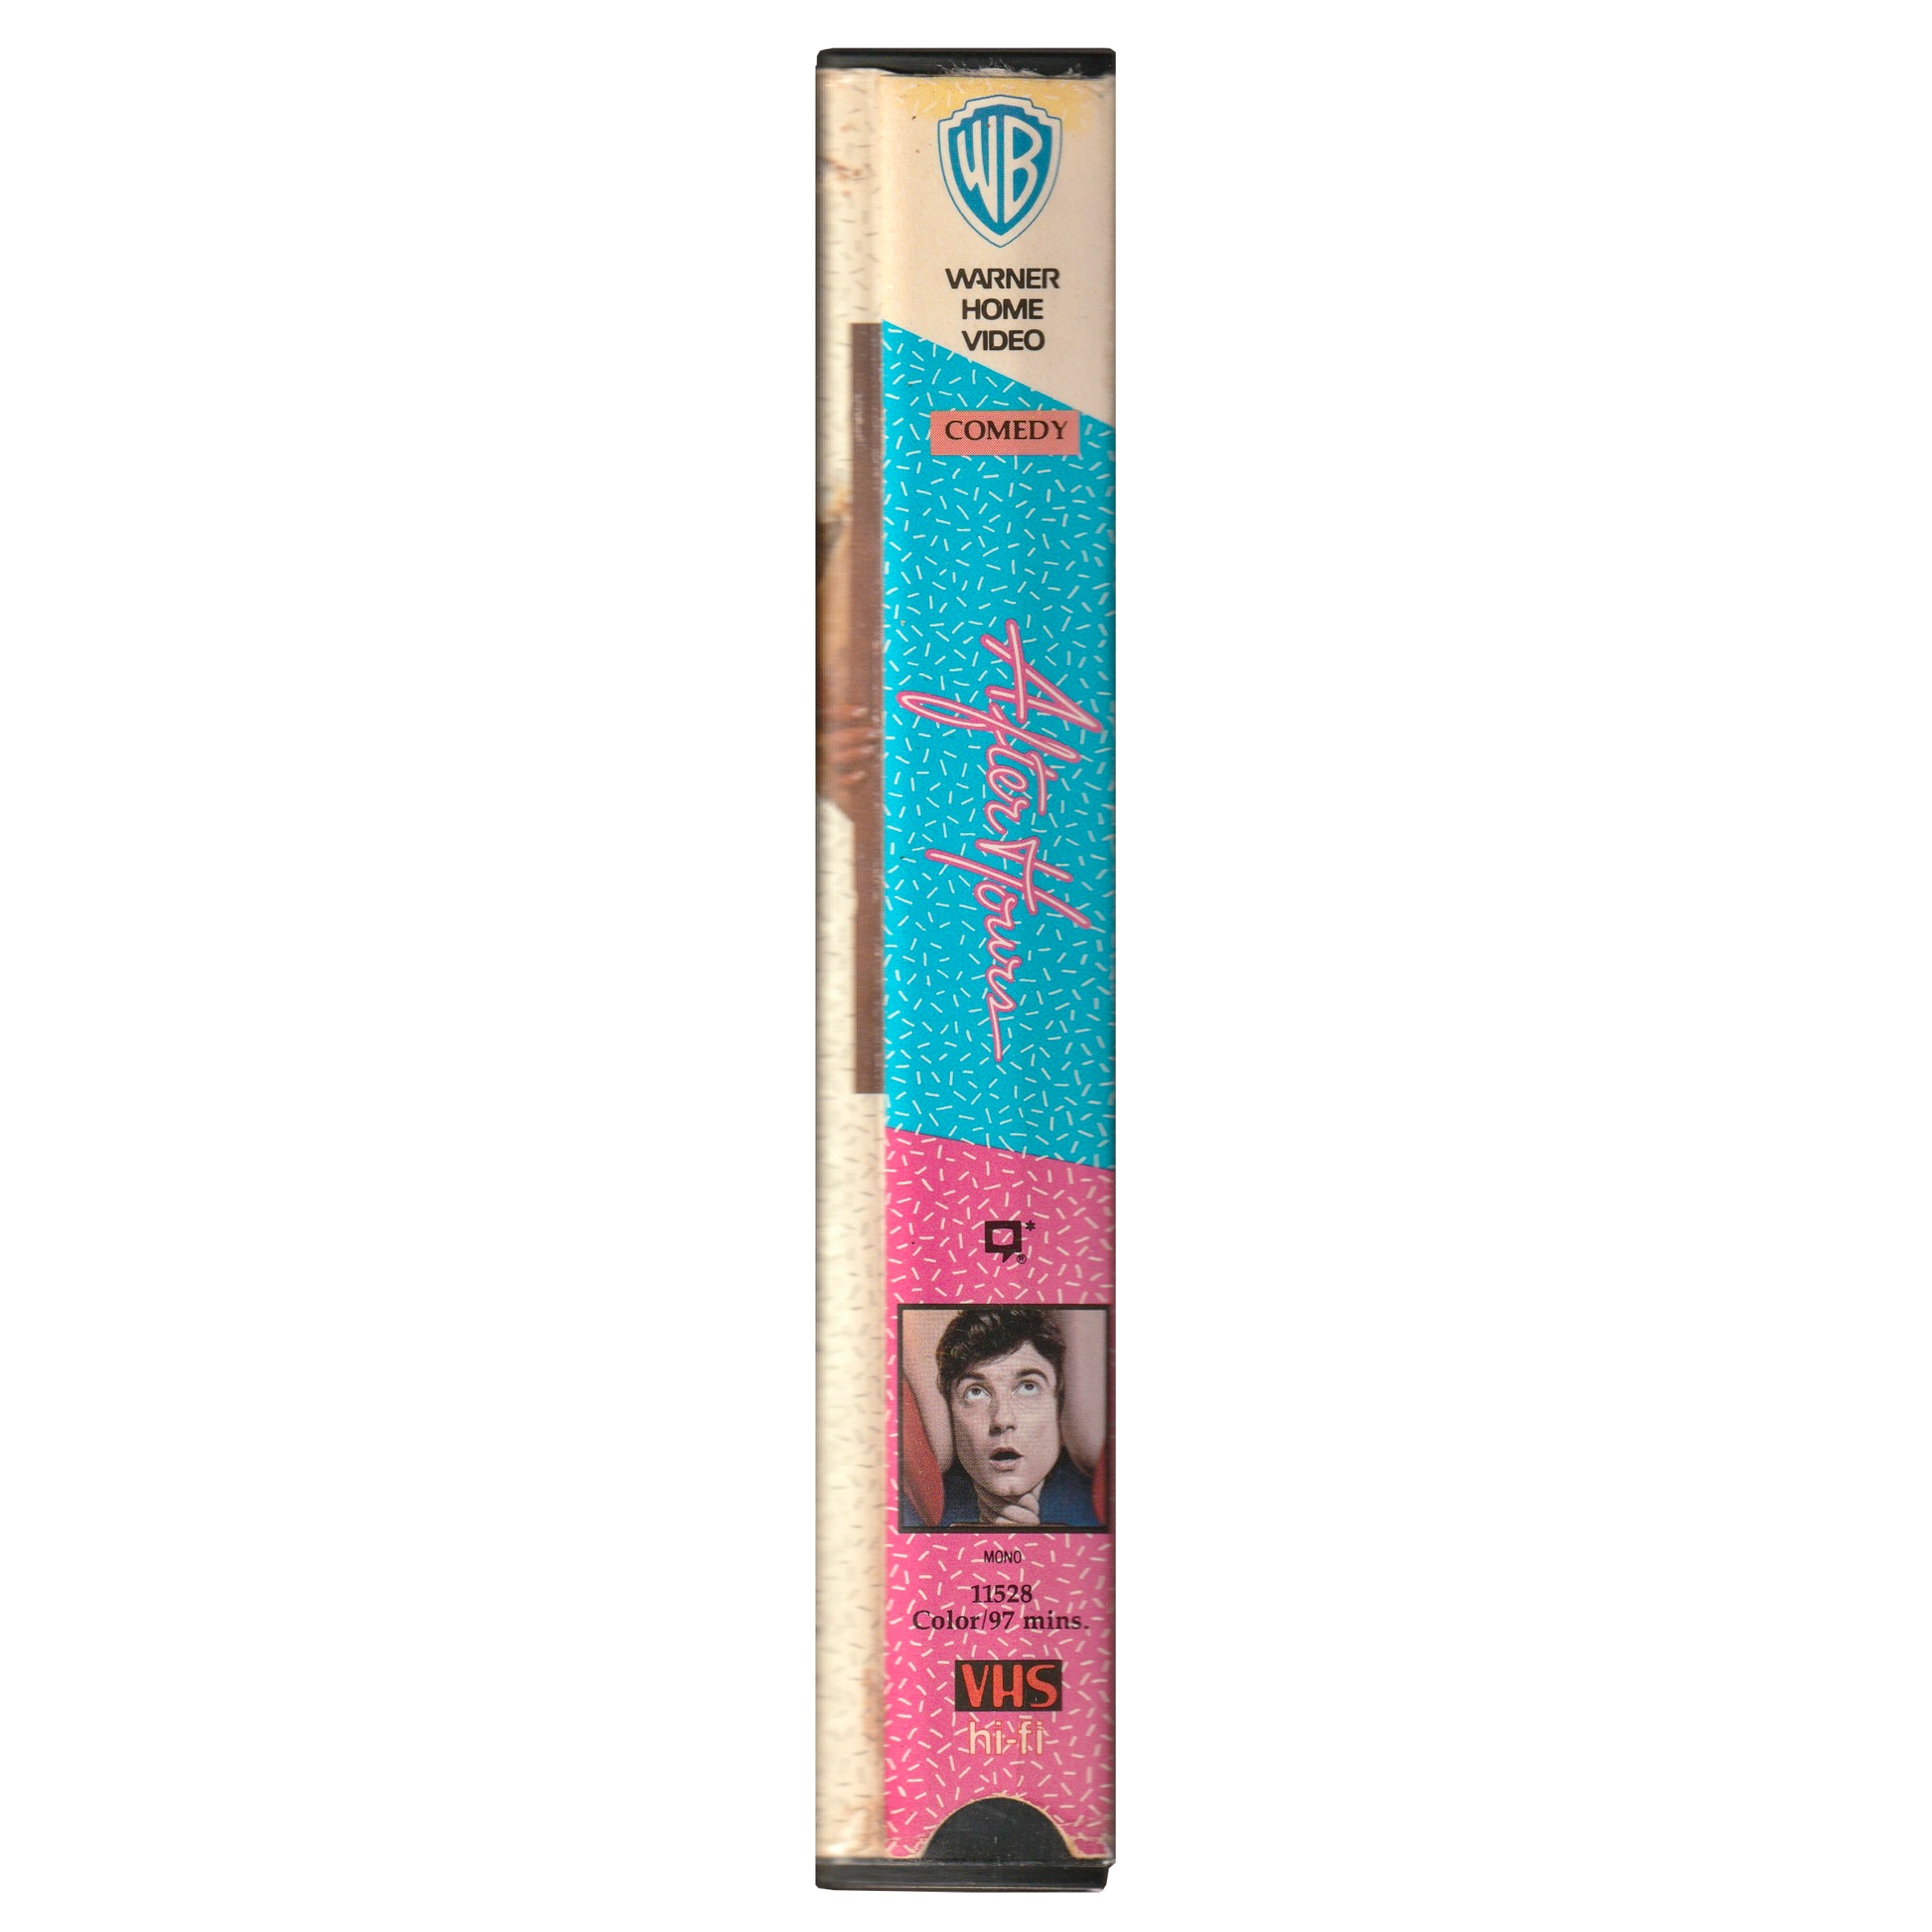 WB
WARNER
HOME
VIDEO
COMEDY
After Hours
*
®
MONO
11528
Color/97 mins.
VHS
hi-fi